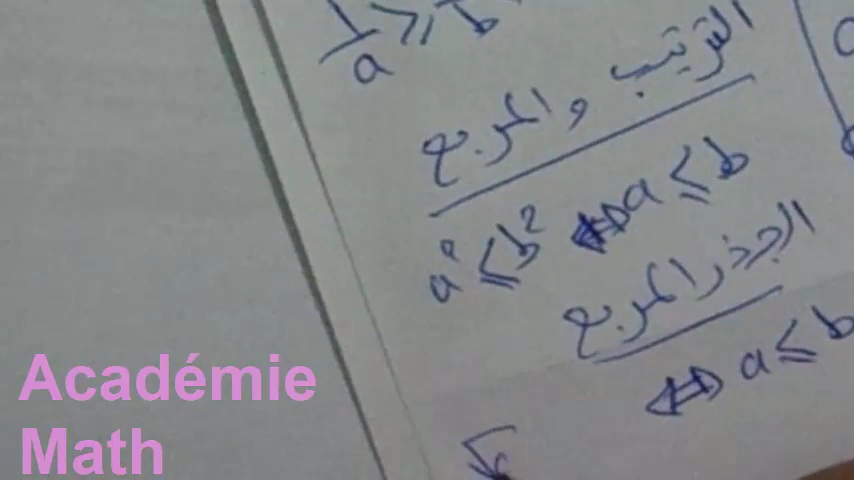 1/a ≥ 1/b
الترتيب والمربع
a² ≤ b² ⇔ a ≤ b
الجذر المربع
⇔ a ≤ b
Académie
Math